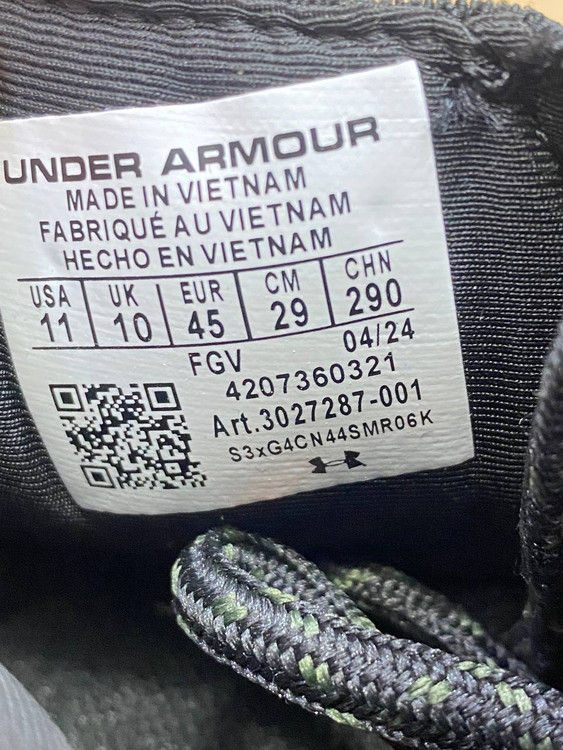 UNDER ARMOUR
MADE IN VIETNAM
FABRIQUÉ AU VIETNAM
HECHO EN VIETNAM
USA UK EUR CM CHN
11 10 45 29 290
FGV 04/24
4207360321
Art.3027287-001
S3xG4CN44SMR06K